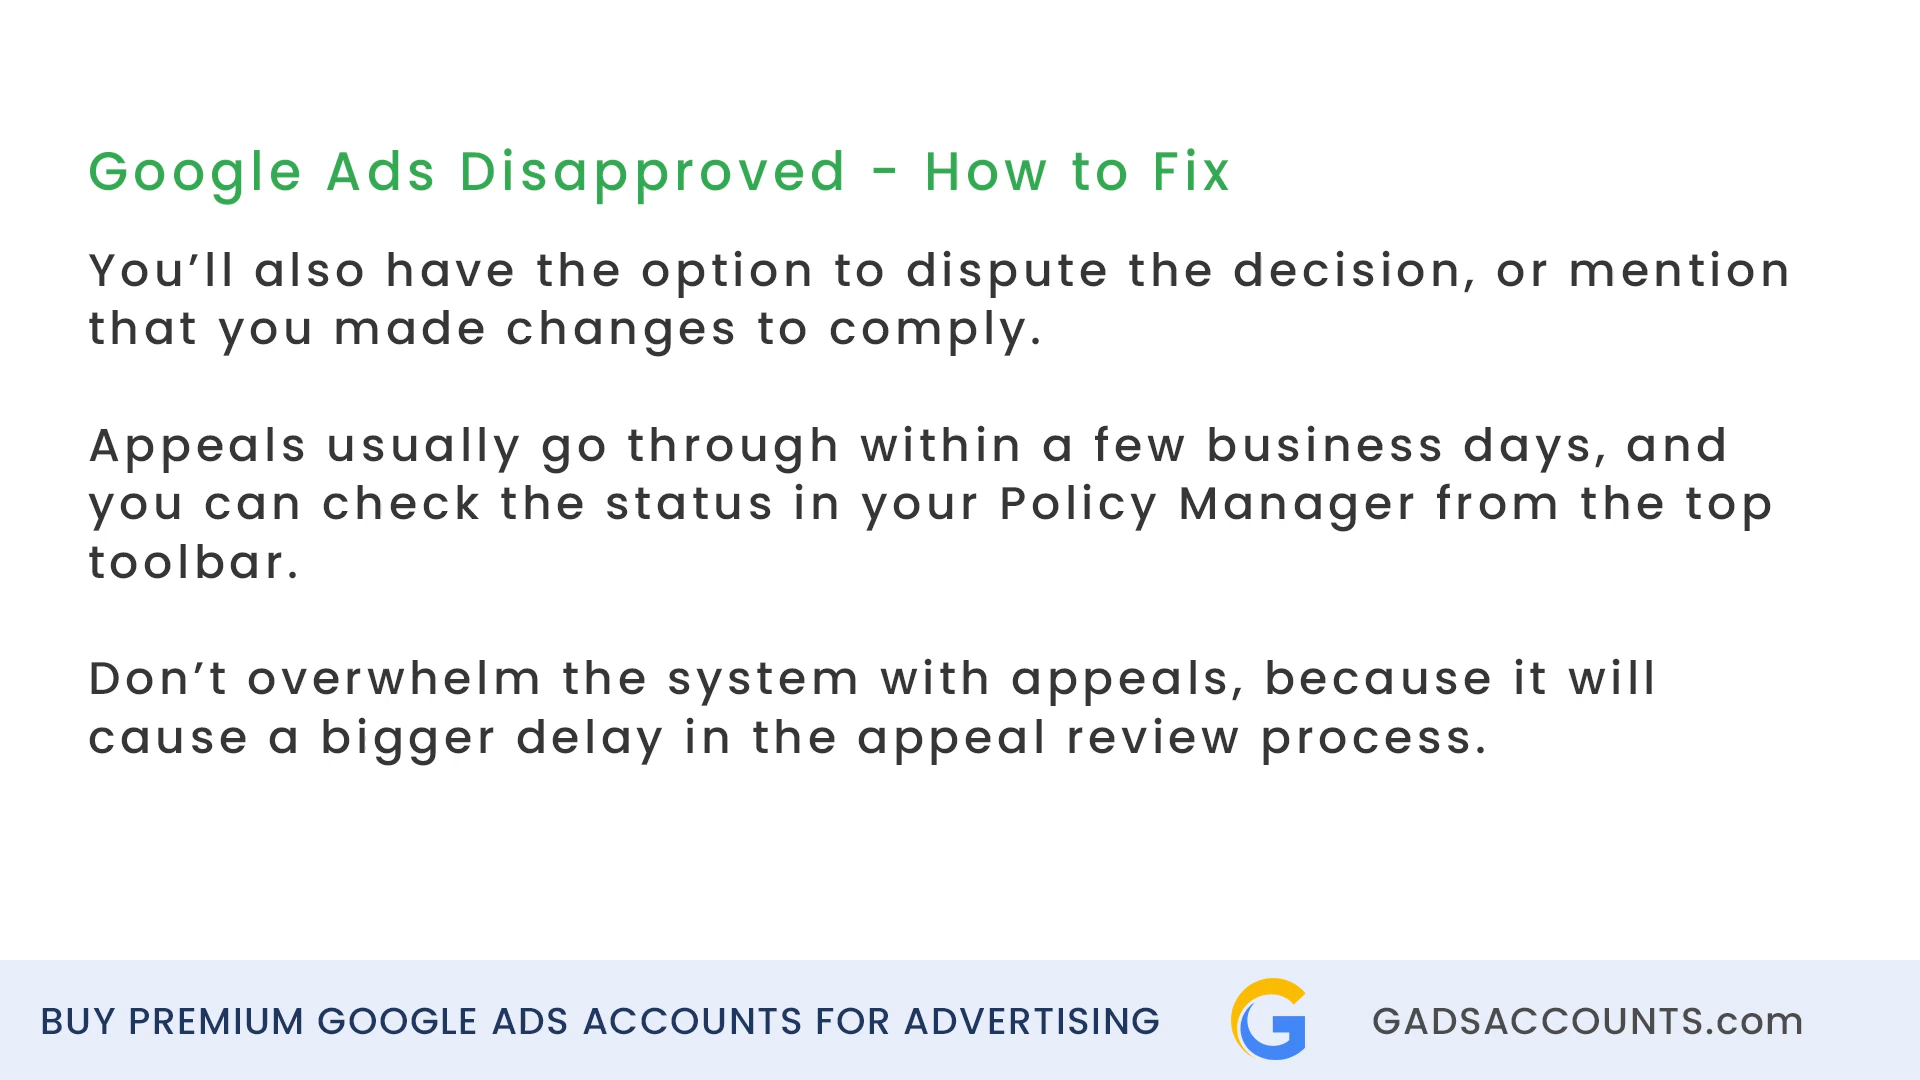 Google Ads Disapproved - How to Fix
You’ll also have the option to dispute the decision, or mention
that you made changes to comply.
Appeals usually go through within a few business days, and
you can check the status in your Policy Manager from the top
toolbar.
Don’t overwhelm the system with appeals, because it will
cause a bigger delay in the appeal review process.
BUY PREMIUM GOOGLE ADS ACCOUNTS FOR ADVERTISING
G
GADSACCOUNTS.com